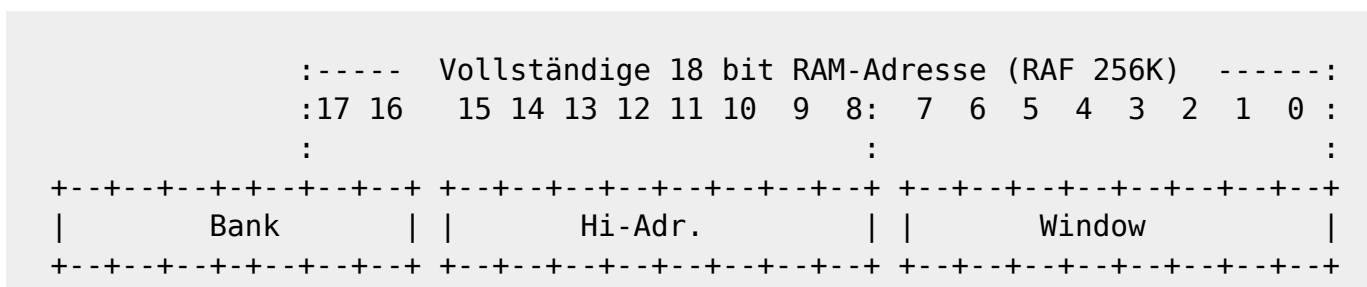 :-----  Vollständige 18 bit RAM-Adresse (RAF 256K)  ------:
:17 16   15 14 13 12 11 10  9  8:  7  6  5  4  3  2  1  0 :
:                               :                         :
+--+--+--+-+--+--+--+ +--+--+--+--+--+--+--+--+ +--+--+--+--+--+--+--+--+
|        Bank       | |       Hi-Adr.         | |       Window          |
+--+--+--+-+--+--+--+ +--+--+--+--+--+--+--+--+ +--+--+--+--+--+--+--+--+